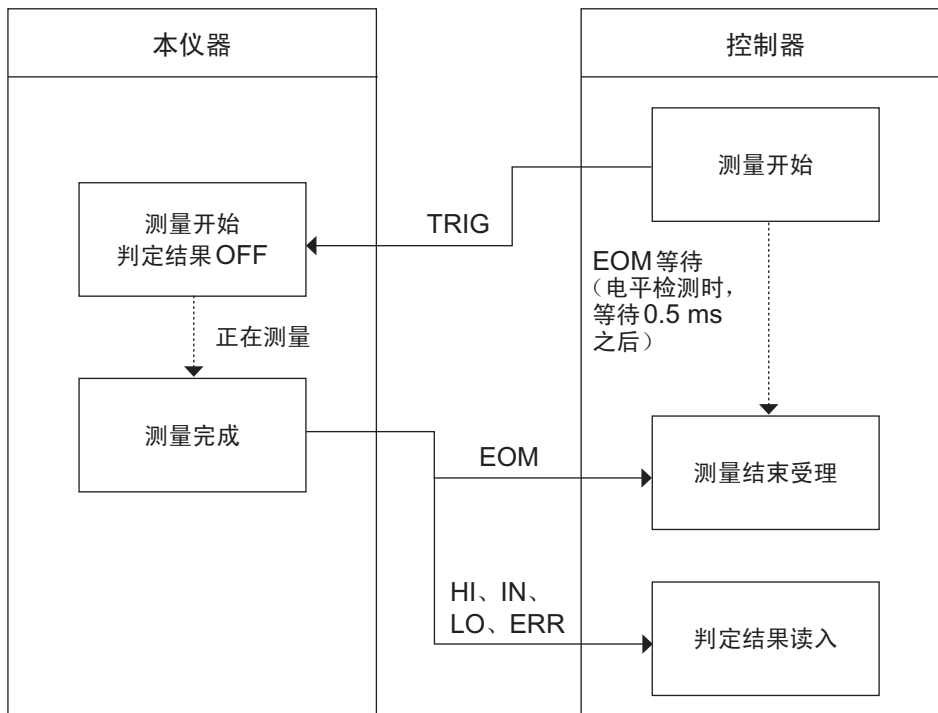 本仪器
控制器
测量开始
测量开始
判定结果OFF
TRIG
EOM等待
（电平检测时，
等待0.5 ms
之后）
正在测量
测量完成
EOM
测量结束受理
HI、IN、
LO、ERR
判定结果读入